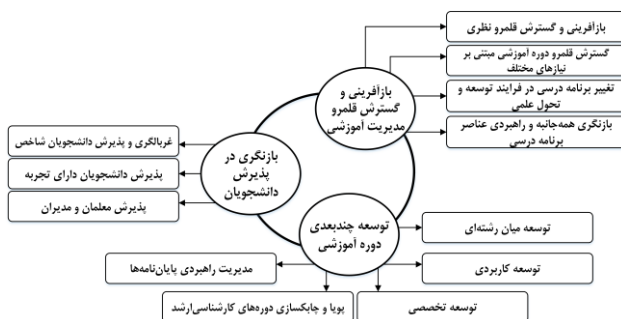 بازآفرینی و گسترش قلمرو نظری
گسترش قلمرو دوره آموزشی مبتنی بر
نیازهای مختلف
تغییر برنامه درسی در فرایند توسعه و
تحول علمی
بازنگری همه‌جانبه و راهبردی عناصر
برنامه درسی
بازآفرینی و
گسترش قلمرو
مدیریت آموزشی
بازنگری در
پذیرش
دانشجویان
غربالگری و پذیرش دانشجویان شاخص
پذیرش دانشجویان دارای تجربه
پذیرش معلمان و مدیران
توسعه چندبعدی
دوره آموزشی
توسعه میان رشته‌ای
توسعه کاربردی
توسعه تخصصی
مدیریت راهبردی پایان‌نامه‌ها
پویا و چابکسازی دوره‌های کارشناسی‌ارشد